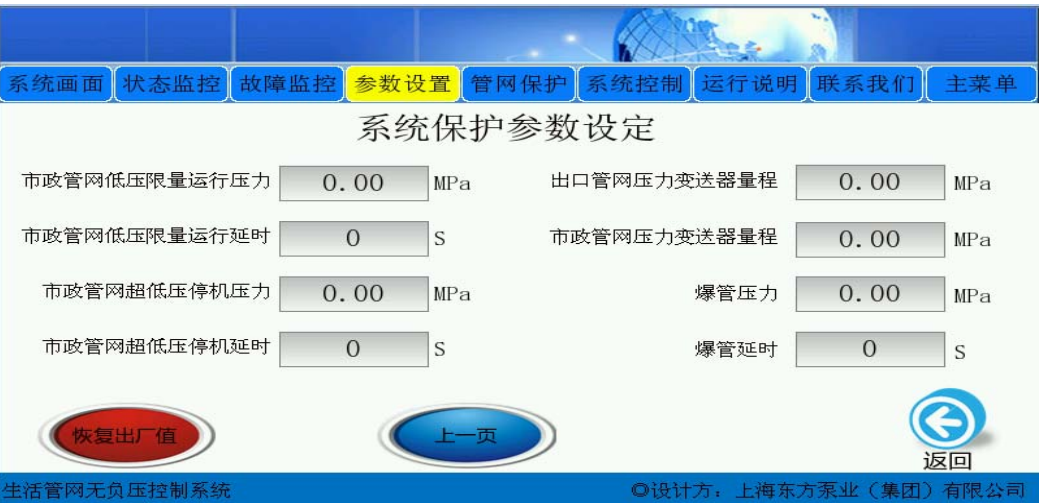 系统画面 状态监控 故障监控 参数设置 管网保护 系统控制 运行说明 联系我们 主菜单
系统保护参数设定
市政管网低压限量运行压力 0.00 MPa 出口管网压力变送器量程 0.00 MPa
市政管网低压限量运行延时 0 S 市政管网压力变送器量程 0.00 MPa
市政管网超低压停机压力 0.00 MPa 爆管压力 0.00 MPa
市政管网超低压停机延时 0 S 爆管延时 0 S
恢复出厂值 上一页
返回
生活管网无负压控制系统 ◎设计方：上海东方泵业（集团）有限公司